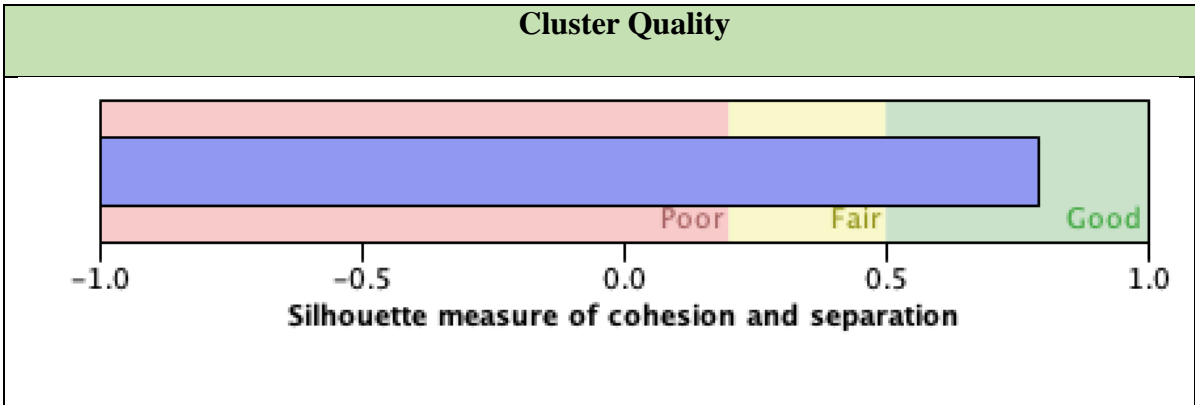 Cluster Quality
Poor Fair Good
−1.0 −0.5 0.0 0.5 1.0
Silhouette measure of cohesion and separation